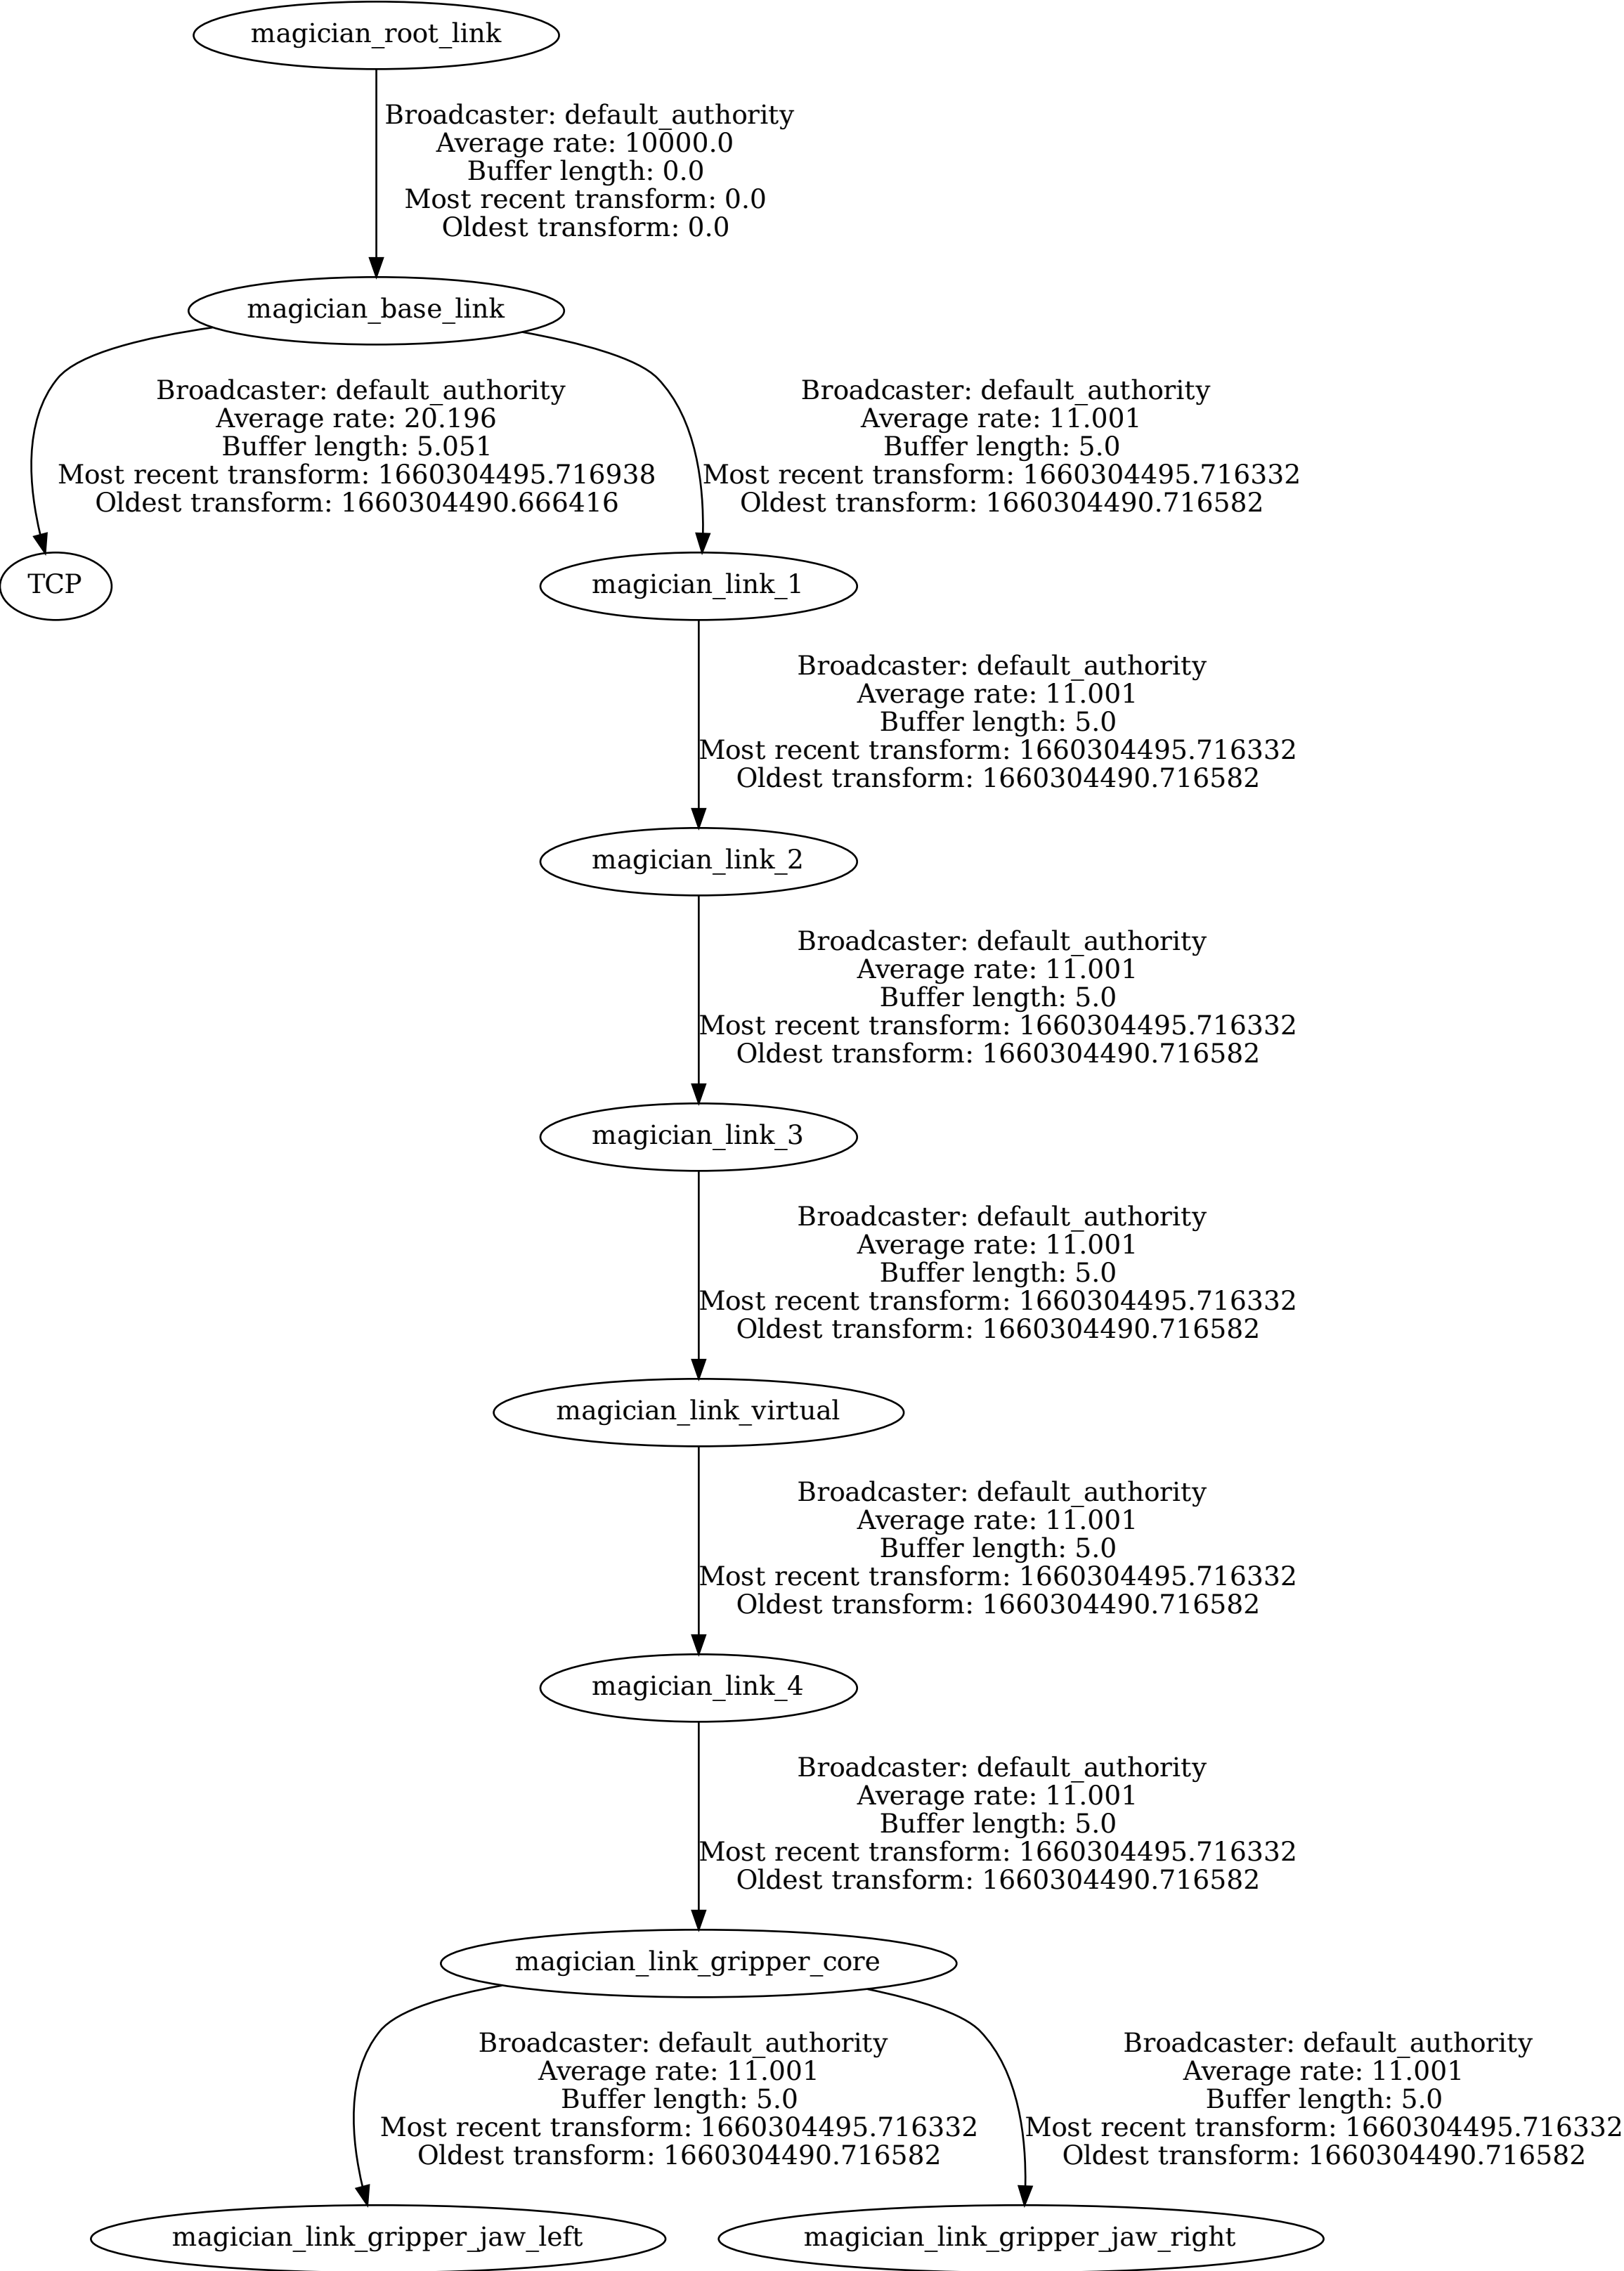 magician_root_link
Broadcaster: default_authority
Average rate: 10000.0
Buffer length: 0.0
Most recent transform: 0.0
Oldest transform: 0.0
magician_base_link
Broadcaster: default_authority
Average rate: 20.196
Buffer length: 5.051
Most recent transform: 1660304495.716938
Oldest transform: 1660304490.666416
Broadcaster: default_authority
Average rate: 11.001
Buffer length: 5.0
Most recent transform: 1660304495.716332
Oldest transform: 1660304490.716582
TCP
magician_link_1
Broadcaster: default_authority
Average rate: 11.001
Buffer length: 5.0
Most recent transform: 1660304495.716332
Oldest transform: 1660304490.716582
magician_link_2
Broadcaster: default_authority
Average rate: 11.001
Buffer length: 5.0
Most recent transform: 1660304495.716332
Oldest transform: 1660304490.716582
magician_link_3
Broadcaster: default_authority
Average rate: 11.001
Buffer length: 5.0
Most recent transform: 1660304495.716332
Oldest transform: 1660304490.716582
magician_link_virtual
Broadcaster: default_authority
Average rate: 11.001
Buffer length: 5.0
Most recent transform: 1660304495.716332
Oldest transform: 1660304490.716582
magician_link_4
Broadcaster: default_authority
Average rate: 11.001
Buffer length: 5.0
Most recent transform: 1660304495.716332
Oldest transform: 1660304490.716582
magician_link_gripper_core
Broadcaster: default_authority
Average rate: 11.001
Buffer length: 5.0
Most recent transform: 1660304495.716332
Oldest transform: 1660304490.716582
Broadcaster: default_authority
Average rate: 11.001
Buffer length: 5.0
Most recent transform: 1660304495.716332
Oldest transform: 1660304490.716582
magician_link_gripper_jaw_left
magician_link_gripper_jaw_right